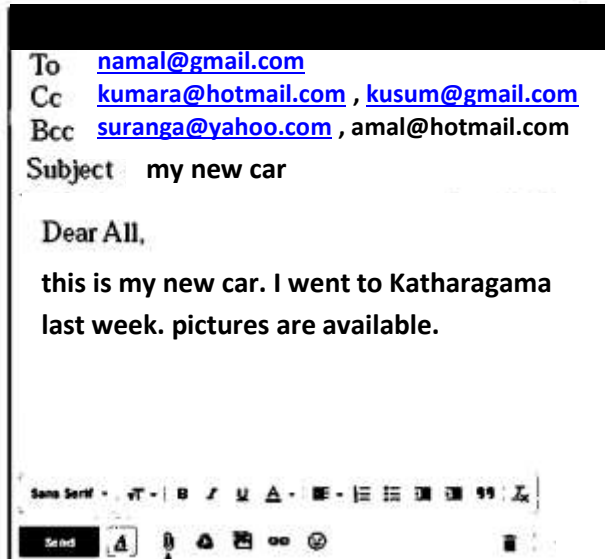 To namal@gmail.com
Cc kumara@hotmail.com , kusum@gmail.com
Bcc suranga@yahoo.com , amal@hotmail.com
Subject my new car
Dear All,
this is my new car. I went to Katharagama
last week. pictures are available.
Sans Serif
Send